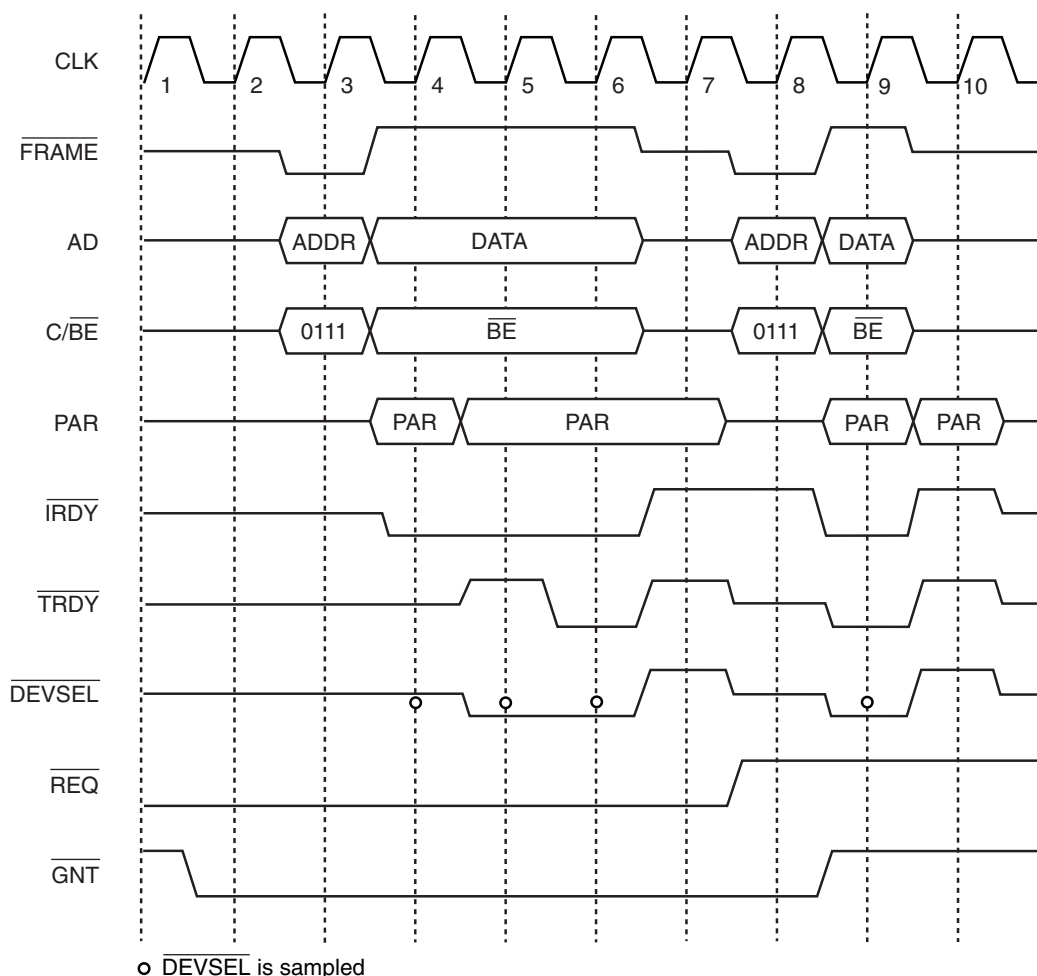 CLK
1 2 3 4 5 6 7 8 9 10
FRAME
AD
ADDR DATA ADDR DATA
C/BE
0111 BE 0111 BE
PAR
PAR PAR PAR PAR
IRDY
TRDY
DEVSEL
REQ
GNT
DEVSEL is sampled